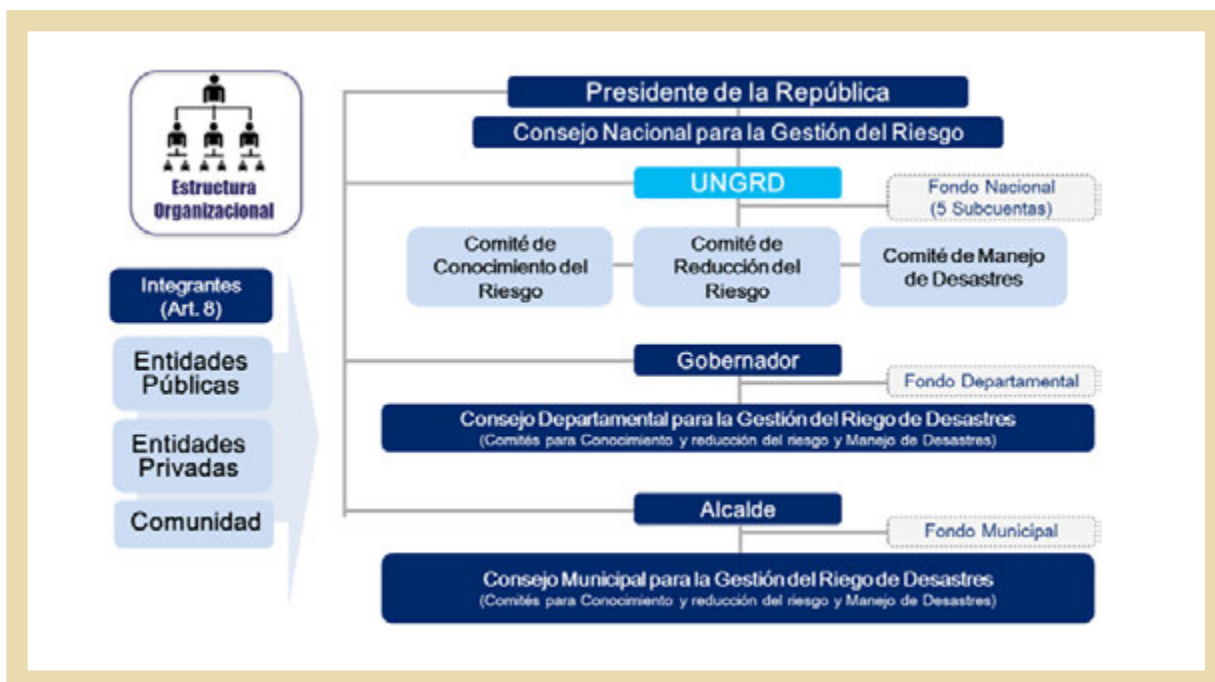 Estructura
Organizacional
Integrantes
(Art. 8)
Entidades
Públicas
Entidades
Privadas
Comunidad
Presidente de la República
Consejo Nacional para la Gestión del Riesgo
UNGRD
Fondo Nacional
(5 Subcuentas)
Comité de
Conocimiento del
Riesgo
Comité de
Reducción del
Riesgo
Comité de Manejo
de Desastres
Gobernador
Fondo Departamental
Consejo Departamental para la Gestión del Riego de Desastres
(Comités para Conocimiento y reducción del riesgo y Manejo de Desastres)
Alcalde
Fondo Municipal
Consejo Municipal para la Gestión del Riego de Desastres
(Comités para Conocimiento y reducción del riesgo y Manejo de Desastres)